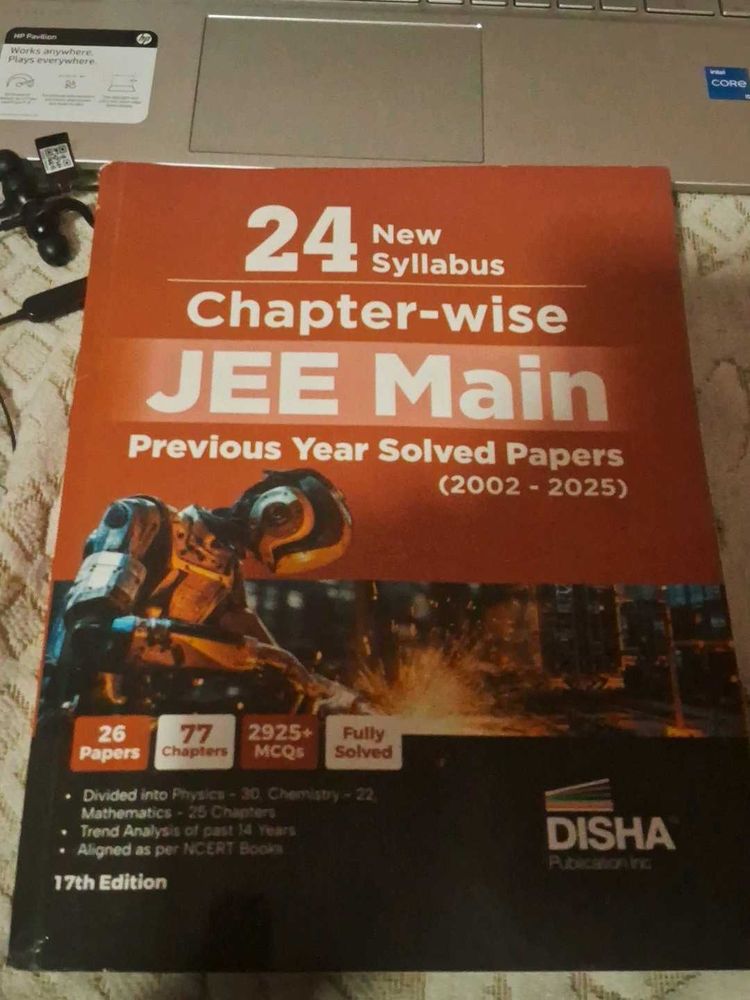 HP Pavilion
hp
Works anywhere.
Plays everywhere.
intel
CORE
24 New
Syllabus
Chapter-wise
JEE Main
Previous Year Solved Papers
(2002 - 2025)
26
Papers
77
Chapters
2925+
MCQs
Fully
Solved
• Divided into Physics - 30, Chemistry - 22,
Mathematics - 25 Chapters
• Trend Analysis of past 14 Years
• Aligned as per NCERT Books
17th Edition
DISHA
Publication Inc